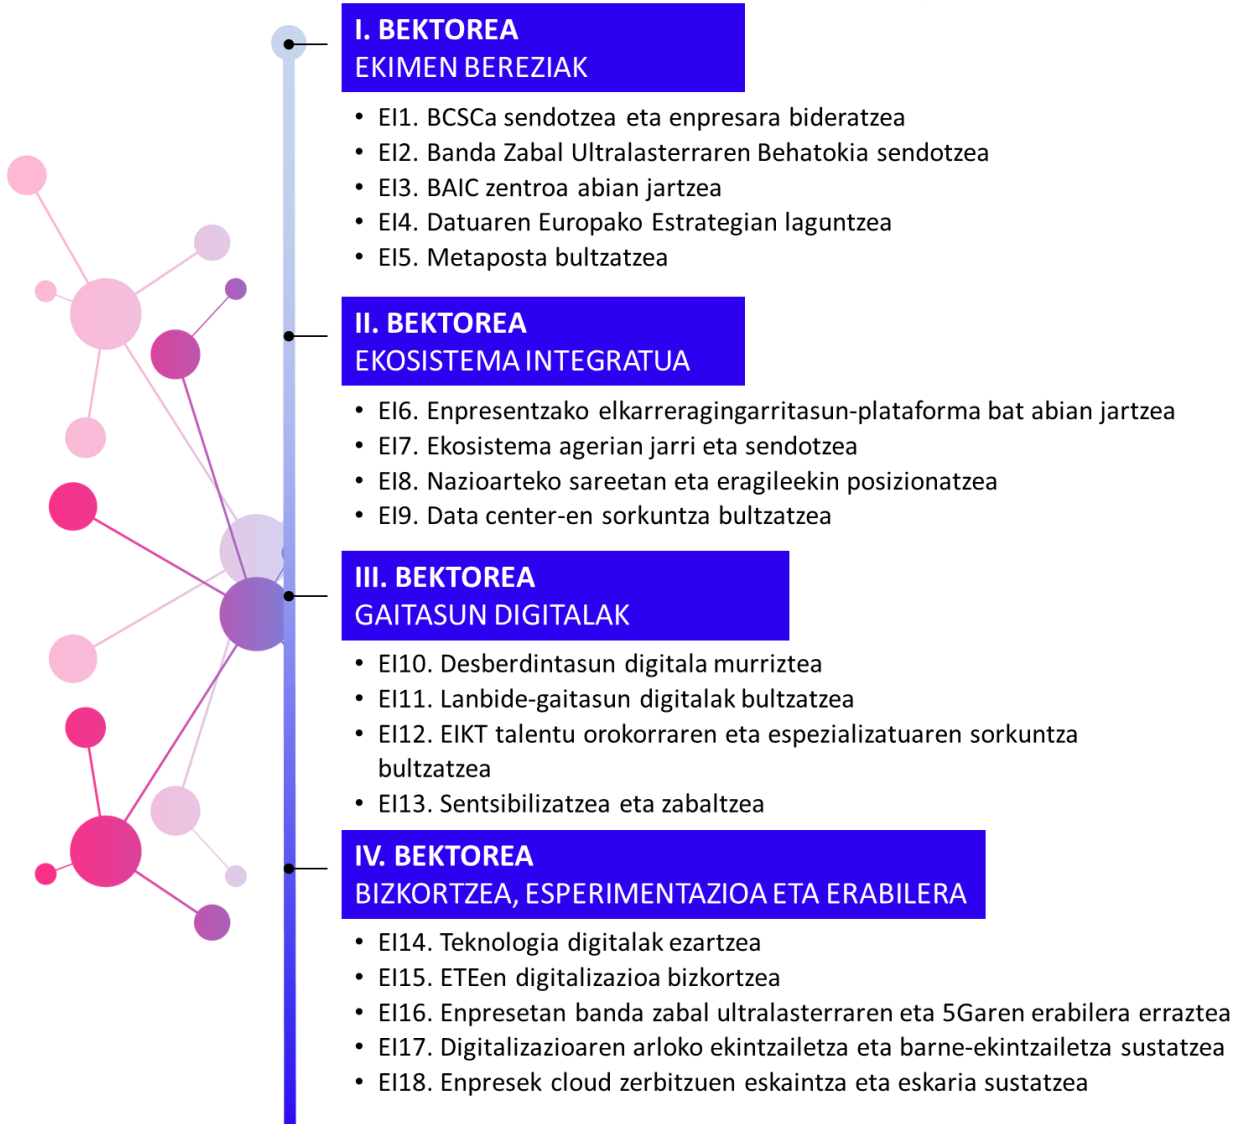 I. BEKTOREA
EKIMEN BEREZIAK
• EI1. BCSCa sendotzea eta enpresara bideratzea
• EI2. Banda Zabal Ultralasterraren Behatokia sendotzea
• EI3. BAIC zentroa abian jartzea
• EI4. Datuaren Europako Estrategian laguntzea
• EI5. Metaposta bultzatzea
II. BEKTOREA
EKOSISTEMA INTEGRATUA
• EI6. Enpresentzako elkarreragingarritasun-plataforma bat abian jartzea
• EI7. Ekosistema agerian jarri eta sendotzea
• EI8. Nazioarteko sareetan eta eragileekin posizionatzea
• EI9. Data center-en sorkuntza bultzatzea
III. BEKTOREA
GAITASUN DIGITALAK
• EI10. Desberdintasun digitala murriztea
• EI11. Lanbide-gaitasun digitalak bultzatzea
• EI12. EIKT talentu orokorraren eta espezializatuaren sorkuntza
bultzatzea
• EI13. Sentsibilizatzea eta zabaltzea
IV. BEKTOREA
BIZKORTZEA, ESPERIMENTAZIOA ETA ERABILERA
• EI14. Teknologia digitalak ezartzea
• EI15. ETEen digitalizazioa bizkortzea
• EI16. Enpresetan banda zabal ultralasterraren eta 5Garen erabilera erraztea
• EI17. Digitalizazioaren arloko ekintzailetza eta barne-ekintzailetza sustatzea
• EI18. Enpresek cloud zerbitzuen eskaintza eta eskaria sustatzea